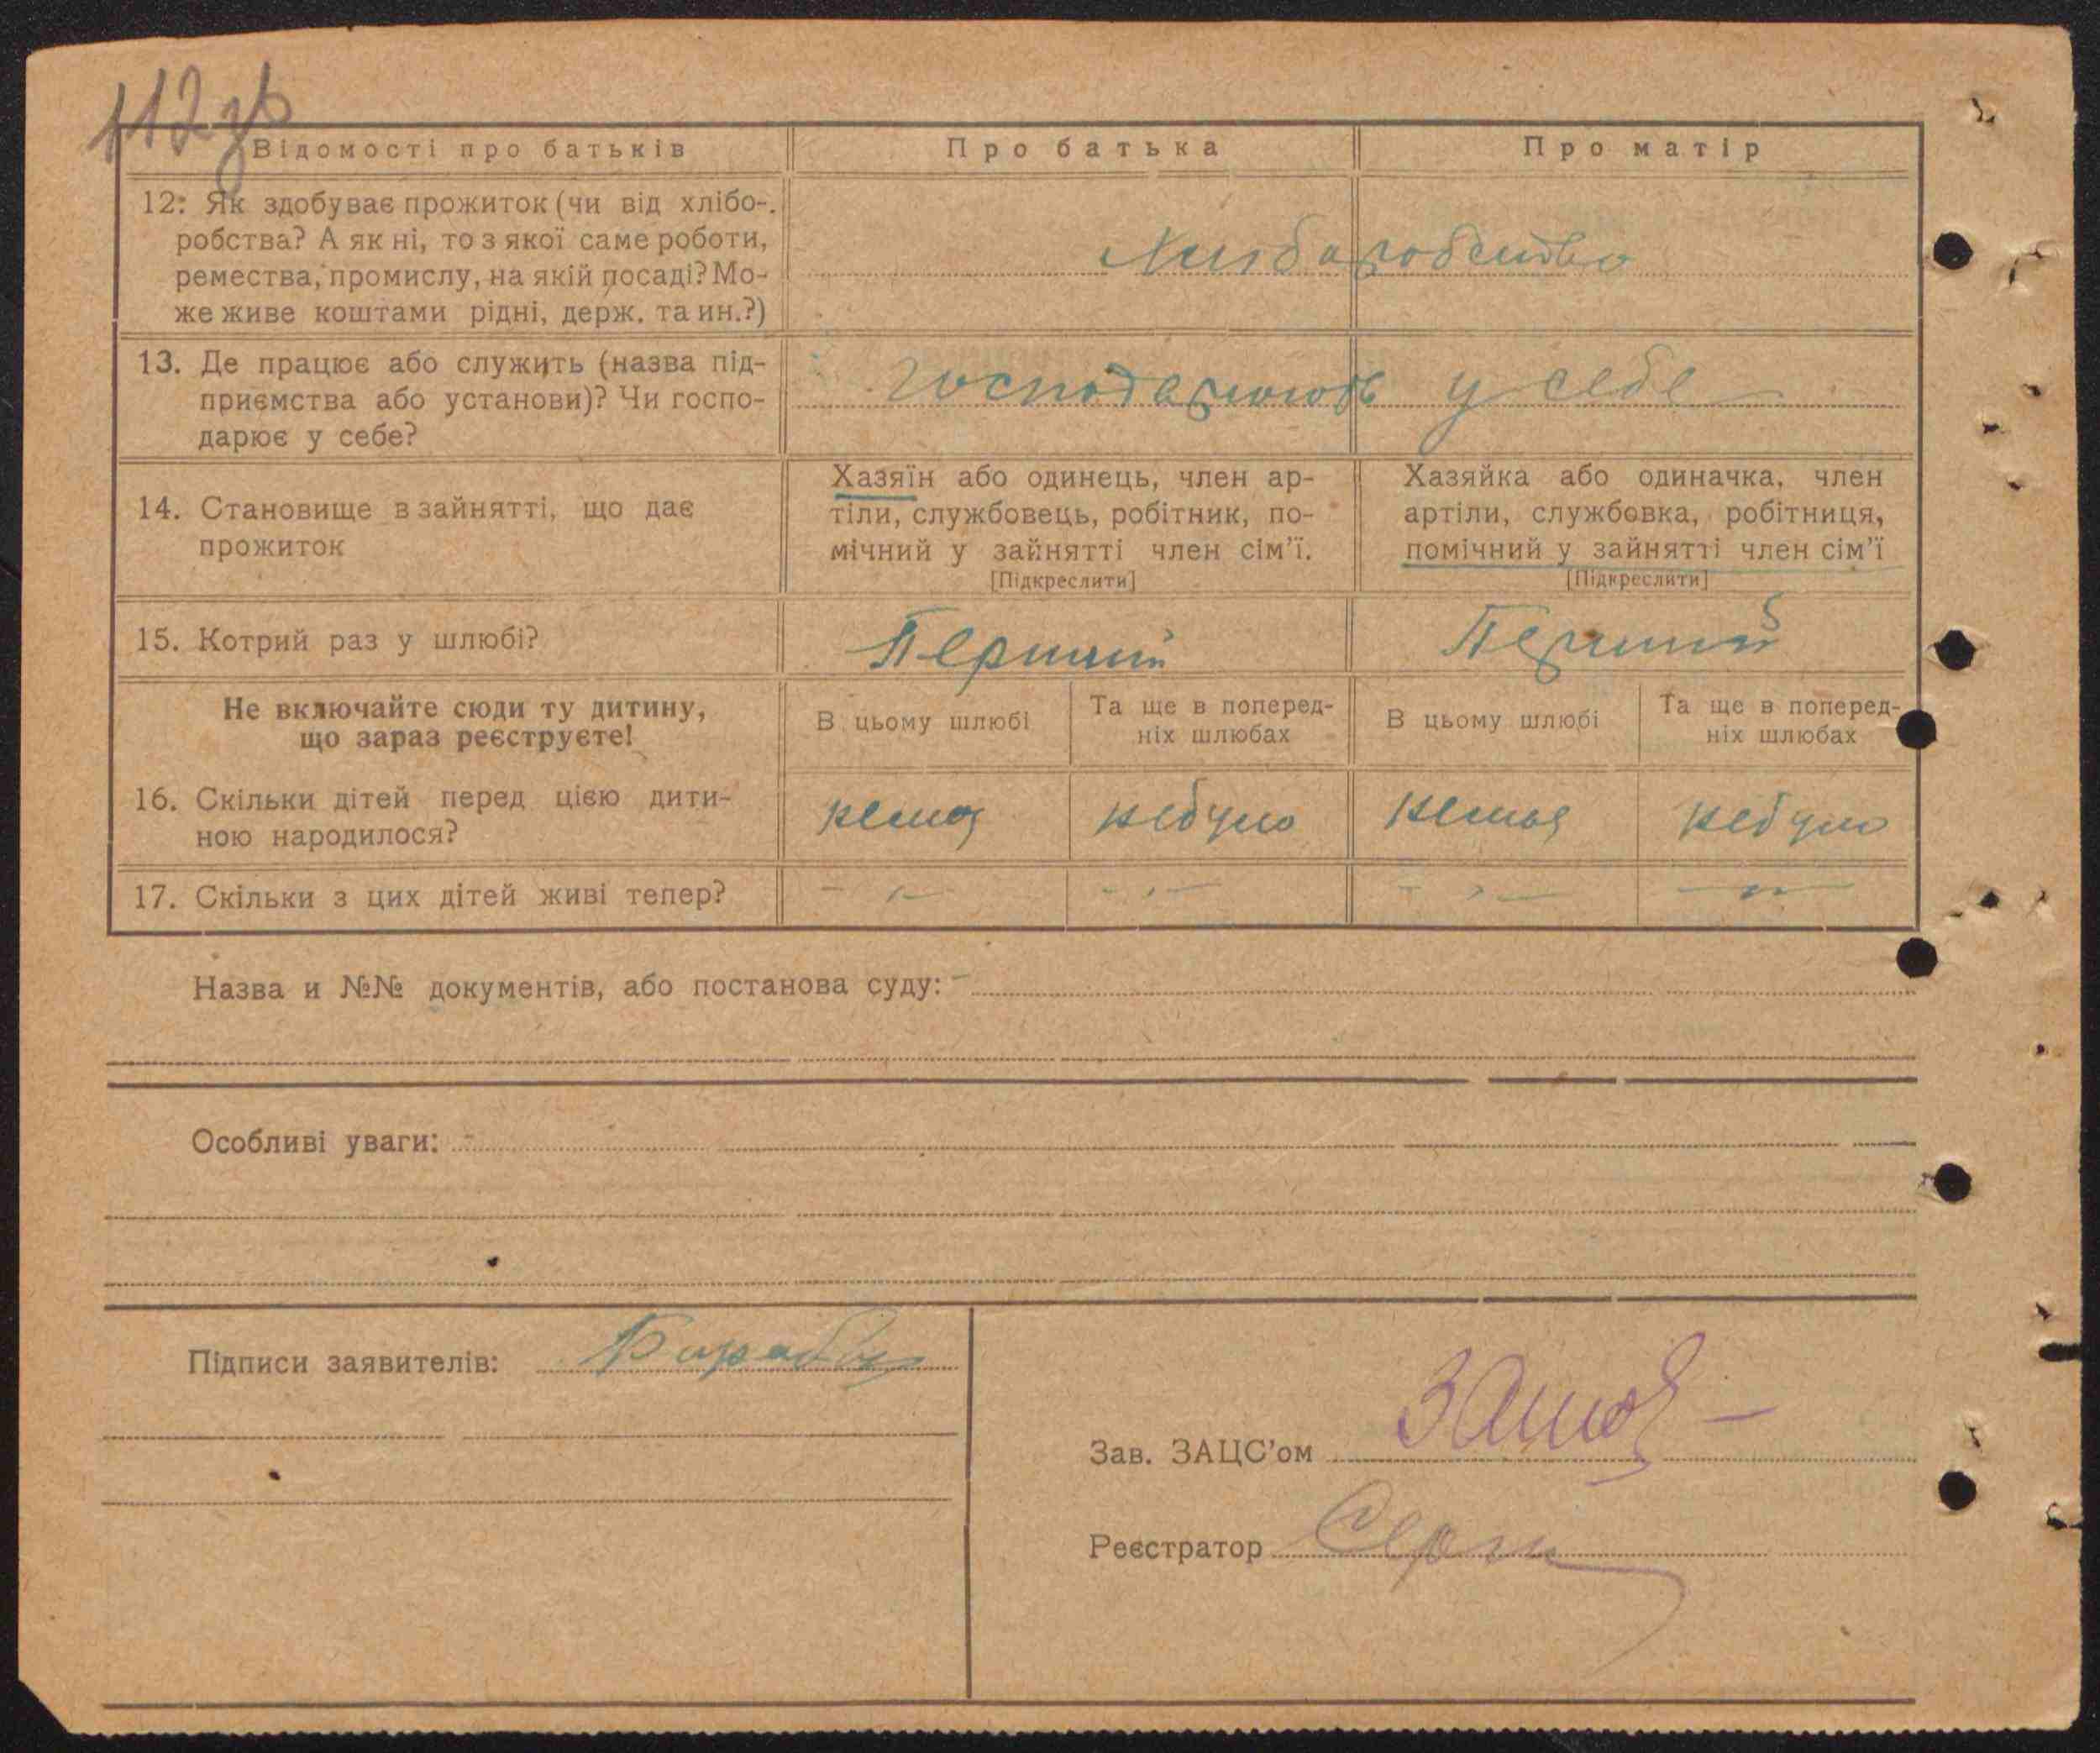 112 зв
Відомості про батьків
Про батька
Про матір
12. Як здобуває прожиток (чи від хлібо-
робства? А як ні, то з якої саме роботи,
ремества, промислу, на якій посаді? Мо-
же живе коштами рідні, держ. та ин.?)
13. Де працює або служить (назва під-
приємства або установи)? Чи госпо-
дарює у себе?
господарюють у себе
14. Становище в зайнятті, що дає
прожиток
Хазяїн або одинець, член ар-
тіли, службовець, робітник, по-
мічний у зайнятті член сім'ї.
[Підкреслити]
Хазяйка або одиначка, член
артіли, службовка, робітниця,
помічний у зайнятті член сім'ї
[Підкреслити]
15. Котрий раз у шлюбі?
Перший
Перший
Не включайте сюди ту дитину,
що зараз реєструєте!
В цьому шлюбі
Та ще в поперед-
ніх шлюбах
В цьому шлюбі
Та ще в поперед-
ніх шлюбах
16. Скільки дітей перед цією дити-
ною народилося?
немає
небуло
немає
небуло
17. Скільки з цих дітей живі тепер?
- " -
- " -
- " -
- " -
Назва и №№ документів, або постанова суду: -
Особливі уваги: -
Підписи заявителів:
Зав. ЗАЦС'ом
Реєстратор